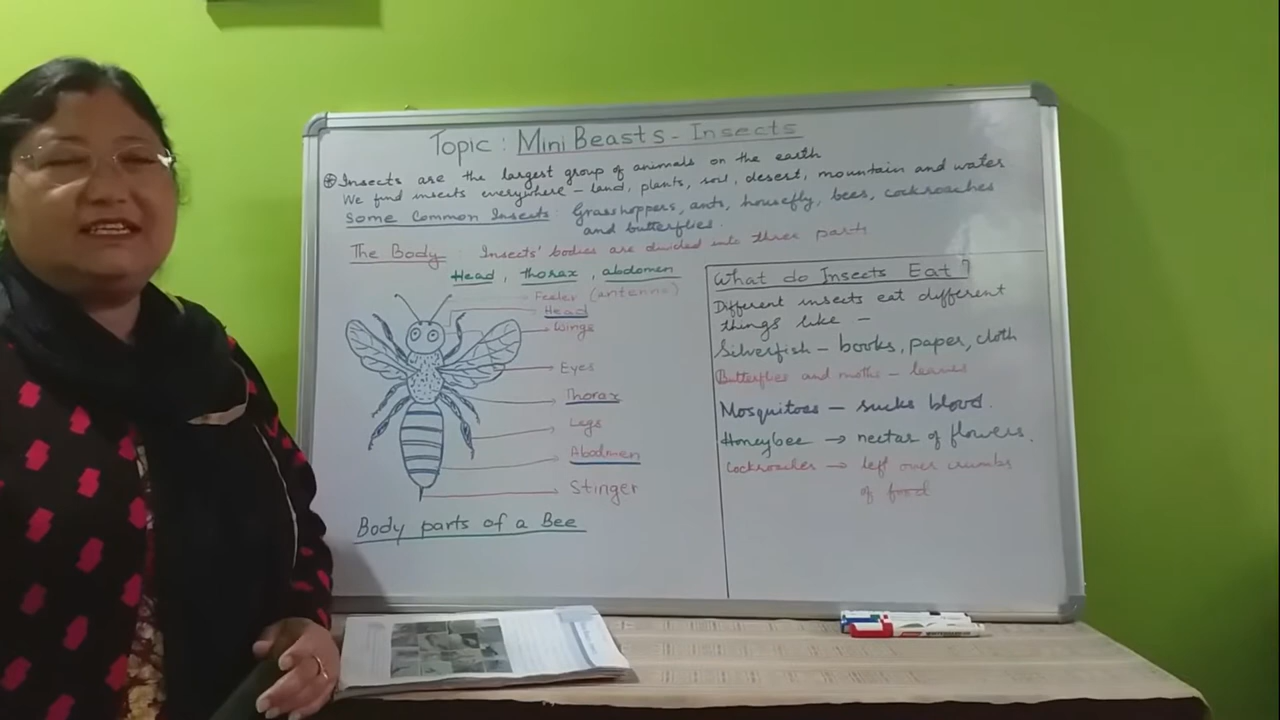 Topic: Mini Beasts - Insects
Insects are the largest group of animals on the earth
We find insects everywhere - land, plants, soil, desert, mountain and water
Some Common Insects: Grasshoppers, ants, housefly, bees, cockroaches
and butterflies.
The Body: Insects' bodies are divided into three parts
Head, thorax, abdomen
Feeler (antenna)
Head
Wings
Eyes
Thorax
Legs
Abodmen
Stinger
Body parts of a Bee
What do Insects Eat?
Different insects eat different
things like -
Silverfish - books, paper, cloth
Butterflies and moths - leaves
Mosquitoes - sucks blood.
Honeybee → nectar of flowers.
Cockroaches → left over crumbs
of food